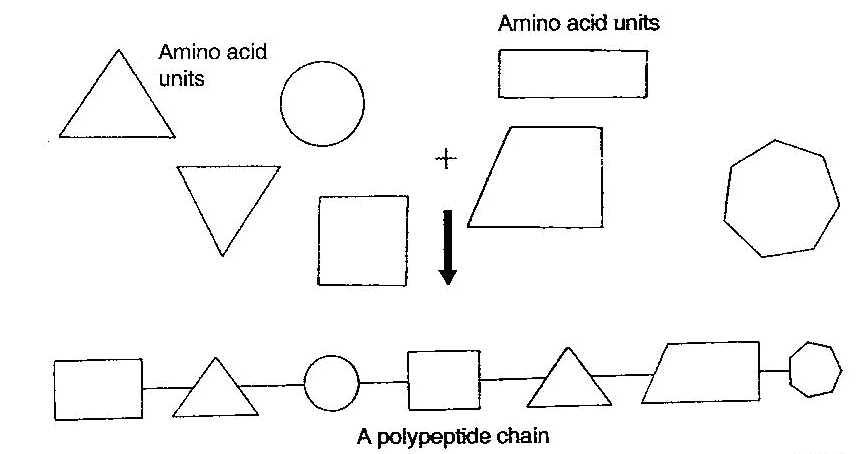 Amino acid units
Amino acid
units
+
A polypeptide chain